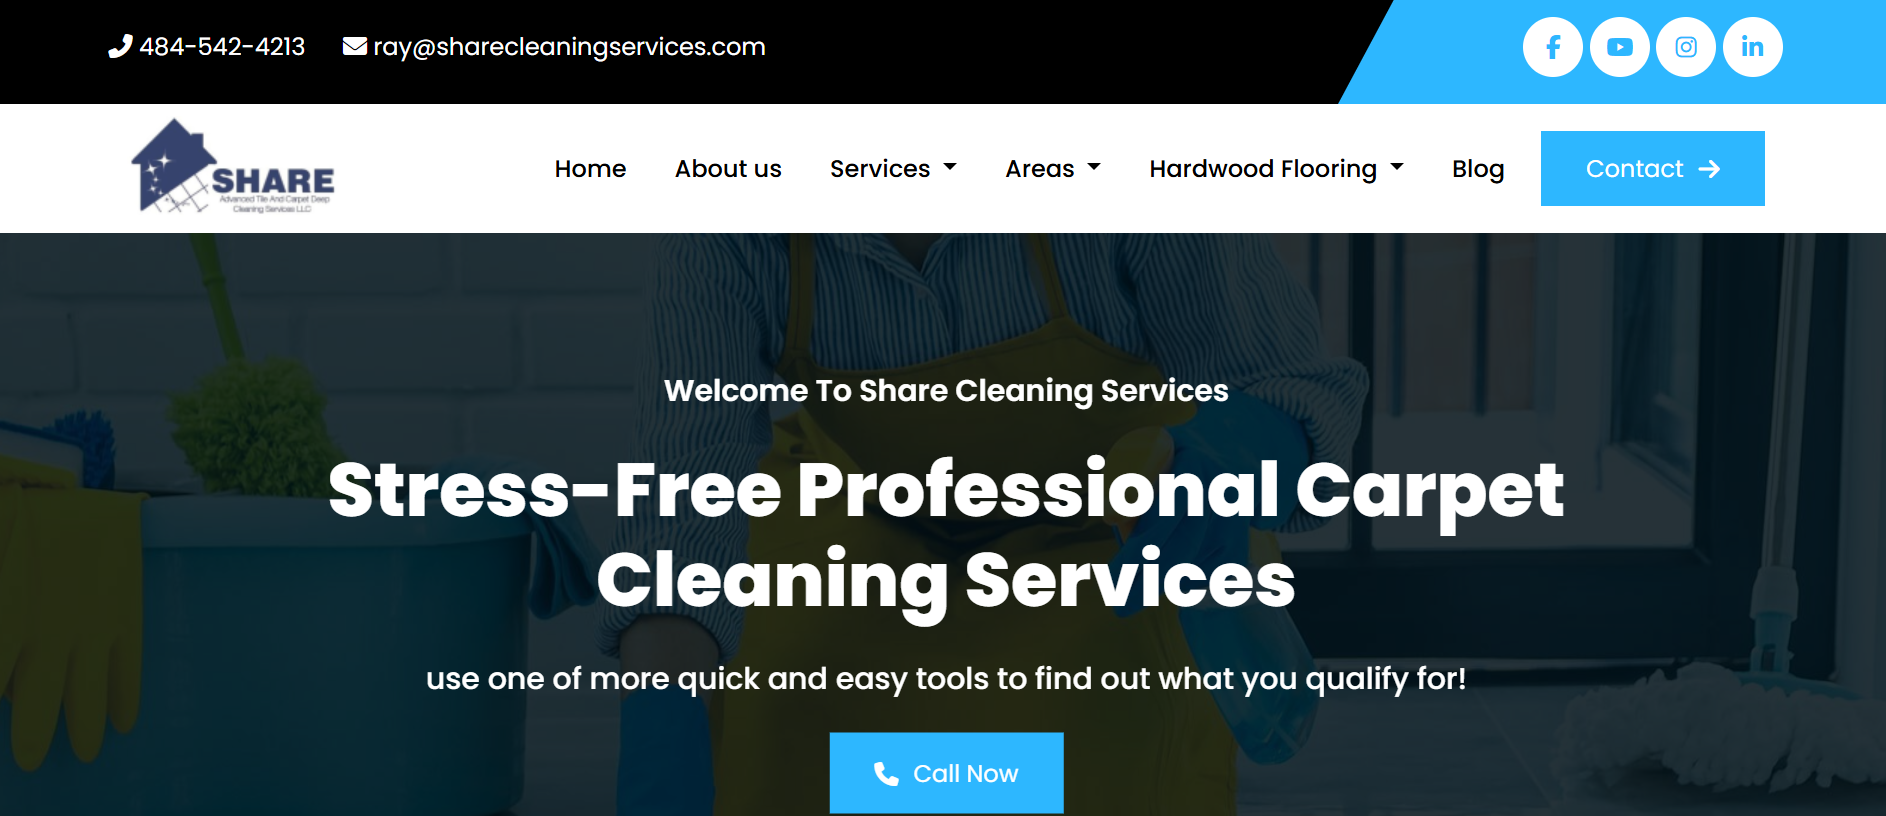 484-542-4213 ray@sharecleaningservices.com
SHARE
Advanced Tile And Carpet Deep
Cleaning Services LLC
Home About us Services Areas Hardwood Flooring Blog Contact
Welcome To Share Cleaning Services
Stress-Free Professional Carpet
Cleaning Services
use one of more quick and easy tools to find out what you qualify for!
Call Now